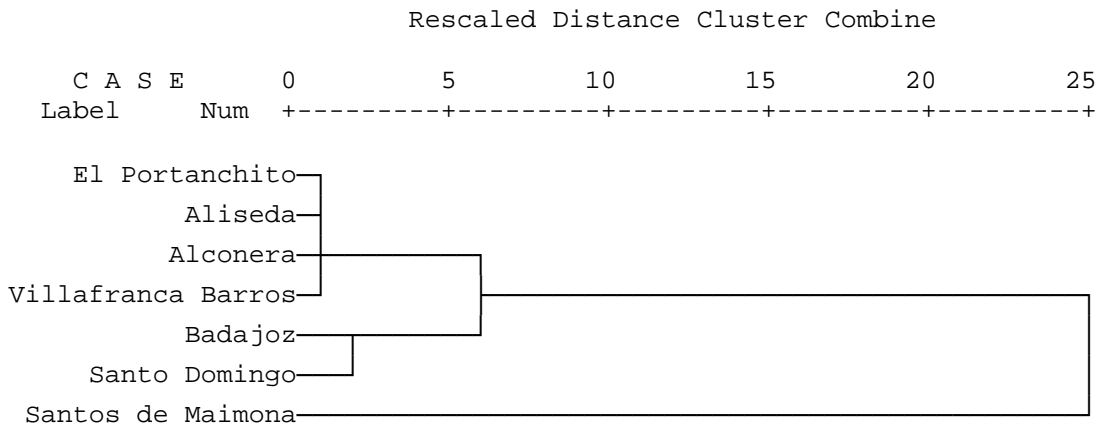 Rescaled Distance Cluster Combine
C A S E 0 5 10 15 20 25
Label Num +---------+---------+---------+---------+---------+
El Portanchito
Aliseda
Alconera
Villafranca Barros
Badajoz
Santo Domingo
Santos de Maimona